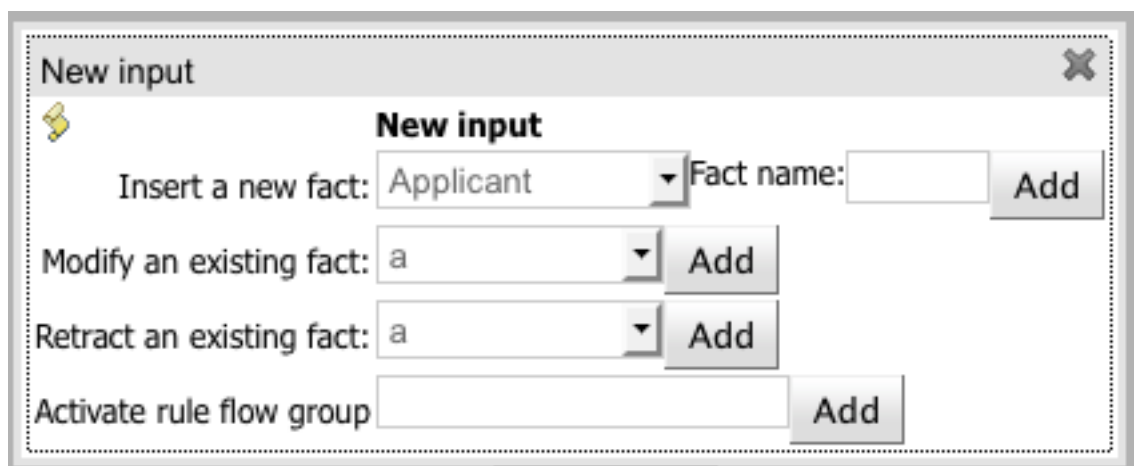 New input
New input
Insert a new fact: Applicant Fact name: Add
Modify an existing fact: a Add
Retract an existing fact: a Add
Activate rule flow group Add